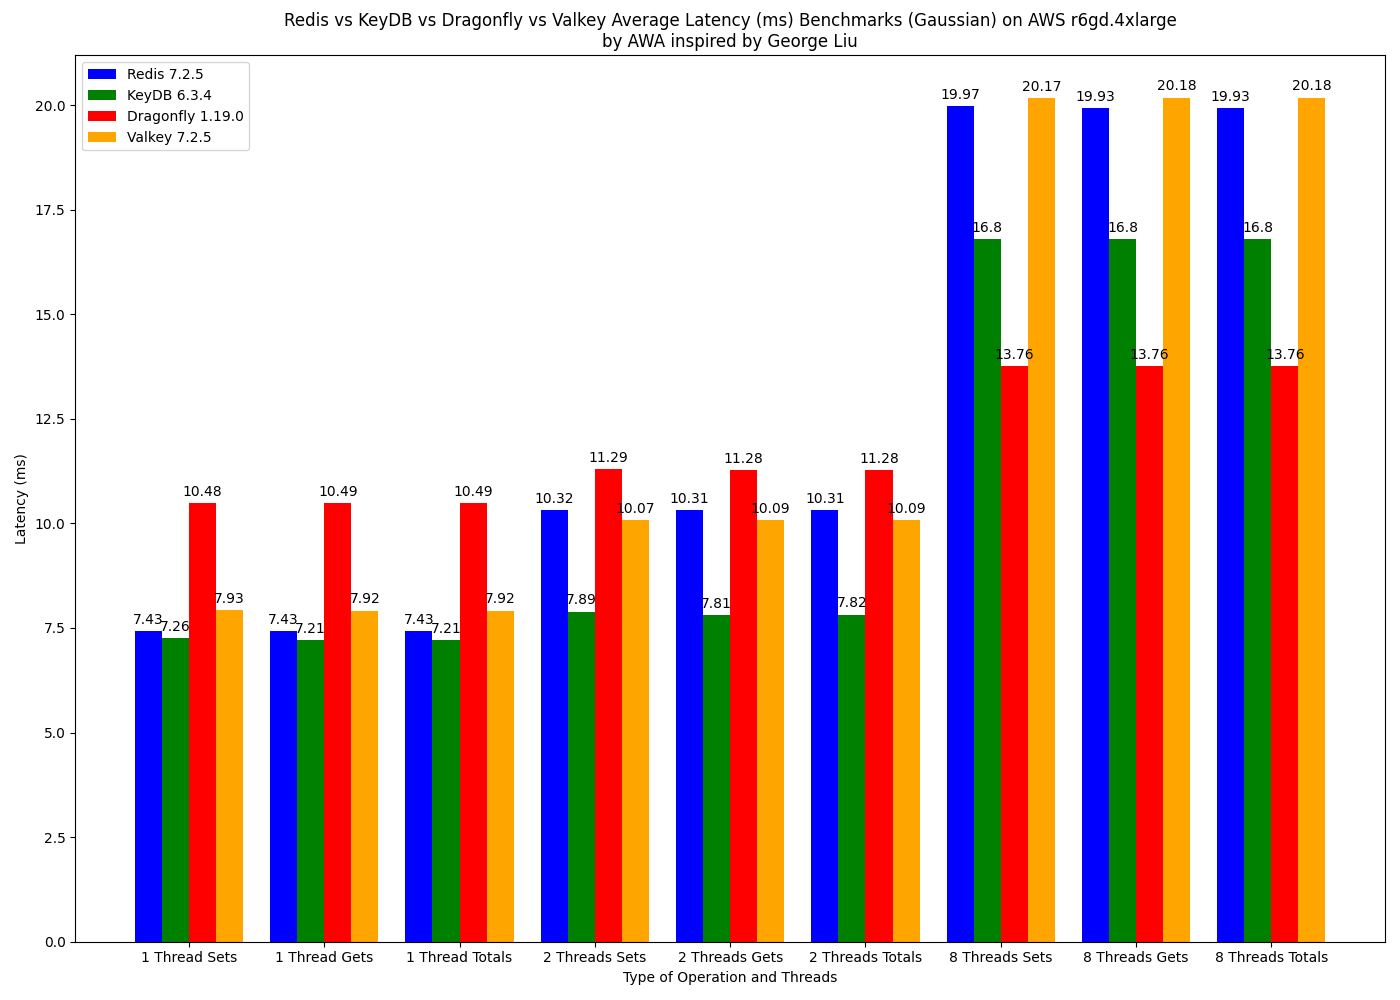 Redis vs KeyDB vs Dragonfly vs Valkey Average Latency (ms) Benchmarks (Gaussian) on AWS r6gd.4xlarge
by AWA inspired by George Liu
Redis 7.2.5
KeyDB 6.3.4
Dragonfly 1.19.0
Valkey 7.2.5
Latency (ms)
20.0
17.5
15.0
12.5
10.0
7.5
5.0
2.5
0.0
7.43
7.26
10.48
7.93
7.43
7.21
10.49
7.92
7.43
7.21
10.49
7.92
10.32
7.89
11.29
10.07
10.31
7.81
11.28
10.09
10.31
7.82
11.28
10.09
19.97
16.8
13.76
20.17
19.93
16.8
13.76
20.18
19.93
16.8
13.76
20.18
1 Thread Sets
1 Thread Gets
1 Thread Totals
2 Threads Sets
2 Threads Gets
2 Threads Totals
8 Threads Sets
8 Threads Gets
8 Threads Totals
Type of Operation and Threads